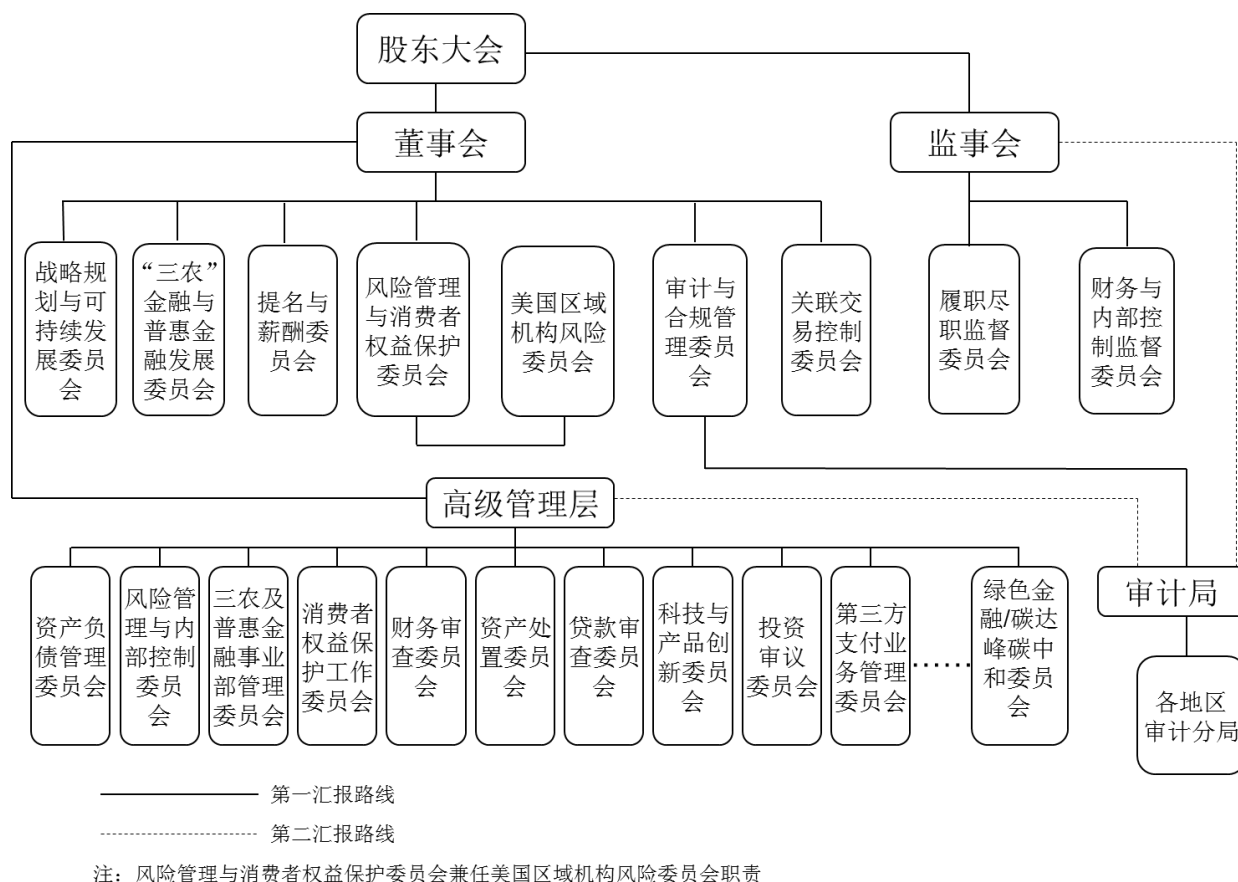 股东大会
董事会
监事会
战略规
划与可
持续发
展委员
会
“三农”
金融与
普惠金
融发展
委员会
提名与
薪酬委
员会
风险管理
与消费者
权益保护
委员会
美国区域
机构风险
委员会
审计与
合规管
理委员
会
关联交
易控制
委员会
履职尽
职监督
委员会
财务与
内部控
制监督
委员会
高级管理层
资产负
债管理
委员会
风险管
理与内
部控制
委员
会
三农及
普惠金
融事业
部管理
委员会
消费者
权益保
护工作
委员会
财务审
查委员
会
资产处
置委员
会
贷款审
查委员
会
科技与
产品创
新委员
会
投资
审议
委员会
第三方
支付业
务管理
委员会
......
绿色金
融/碳达
峰碳中
和委员
会
审计局
各地区
审计分局
第一汇报路线
第二汇报路线
注：风险管理与消费者权益保护委员会兼任美国区域机构风险委员会职责